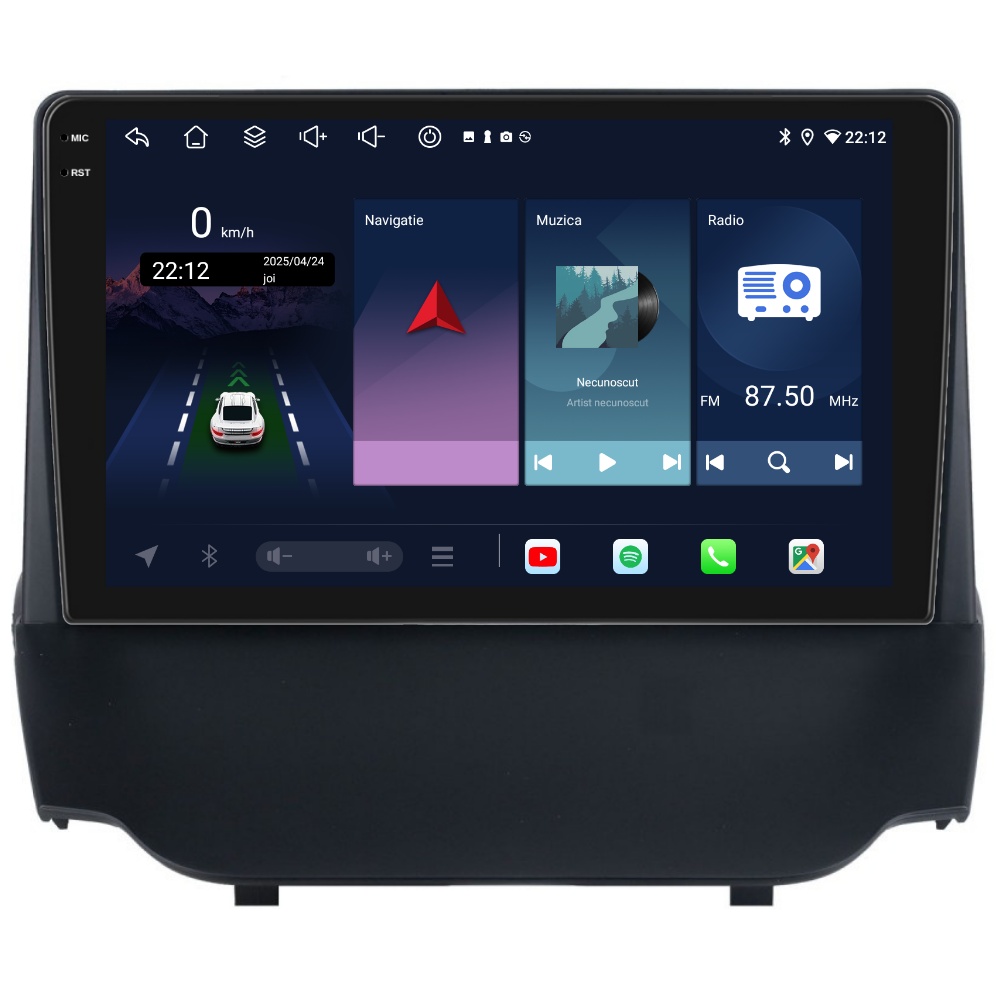 MIC
RST
22:12
0 km/h
22:12
2025/04/24
joi
Navigatie
Muzica
Necunoscut
Artist necunoscut
Radio
FM 87.50 MHz
G